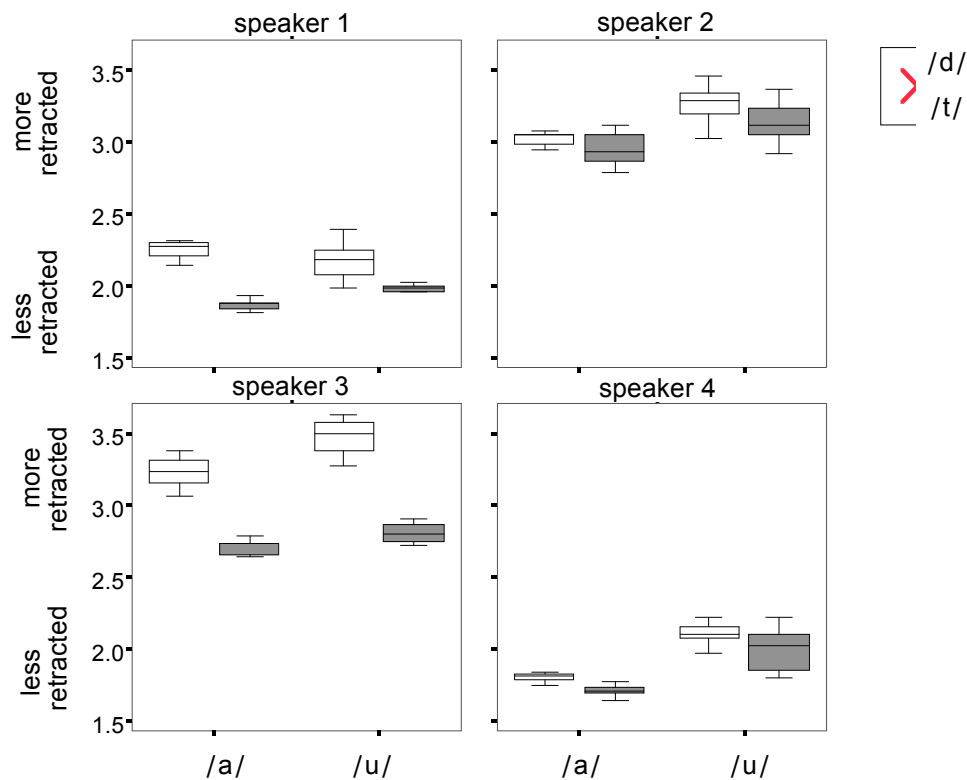 speaker 1
speaker 2
/d/
/t/
more
retracted
less
retracted
3.5
3.0
2.5
2.0
1.5
speaker 3
speaker 4
more
retracted
less
retracted
3.5
3.0
2.5
2.0
1.5
/a/
/u/
/a/
/u/